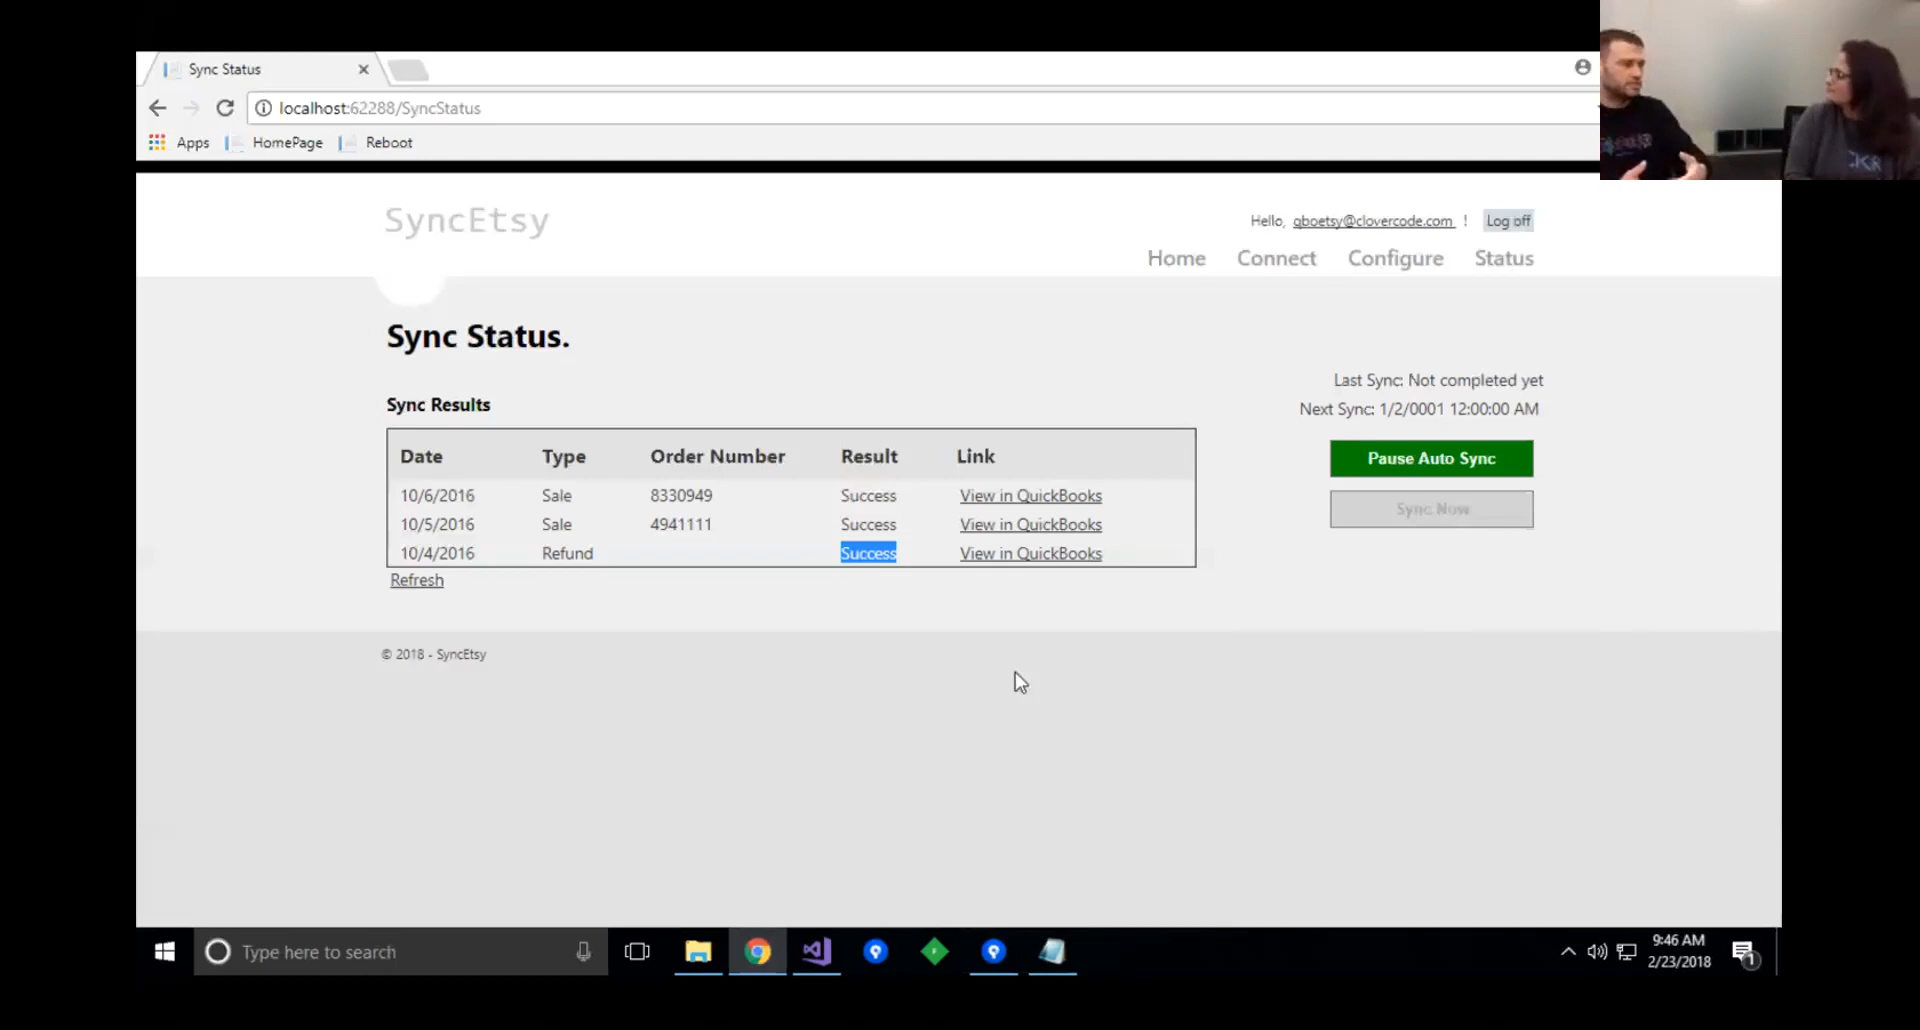 Sync Status
localhost:62288/SyncStatus
Apps HomePage Reboot
SyncEtsy
Hello, qboetsy@clovercode.com ! Log off
Home Connect Configure Status
Sync Status.
Last Sync: Not completed yet
Sync Results
Next Sync: 1/2/0001 12:00:00 AM
Date Type Order Number Result Link
Pause Auto Sync
10/6/2016 Sale 8330949 Success View in QuickBooks
Sync Now
10/5/2016 Sale 4941111 Success View in QuickBooks
10/4/2016 Refund Success View in QuickBooks
Refresh
© 2018 - SyncEtsy
Type here to search
9:46 AM
2/23/2018
1